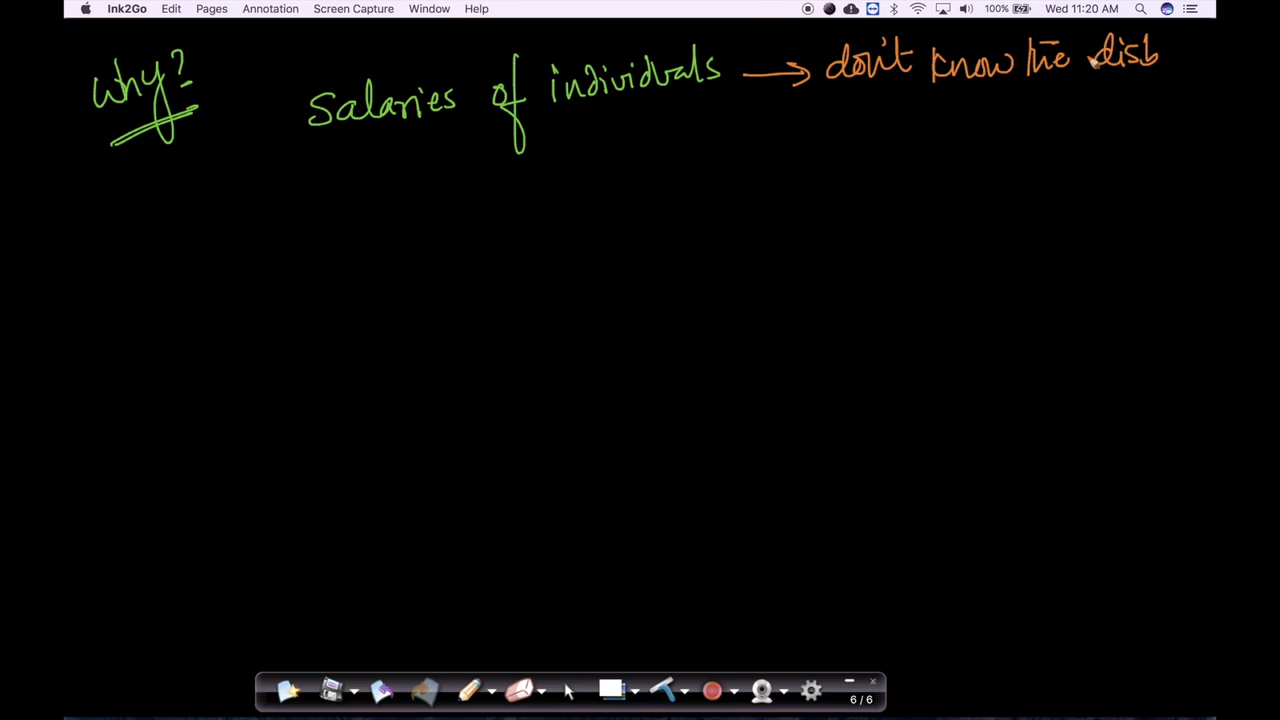 Ink2Go Edit Pages Annotation Screen Capture Window Help 100% Wed 11:20 AM
Why? Salaries of individuals → don't know the dist
6/6